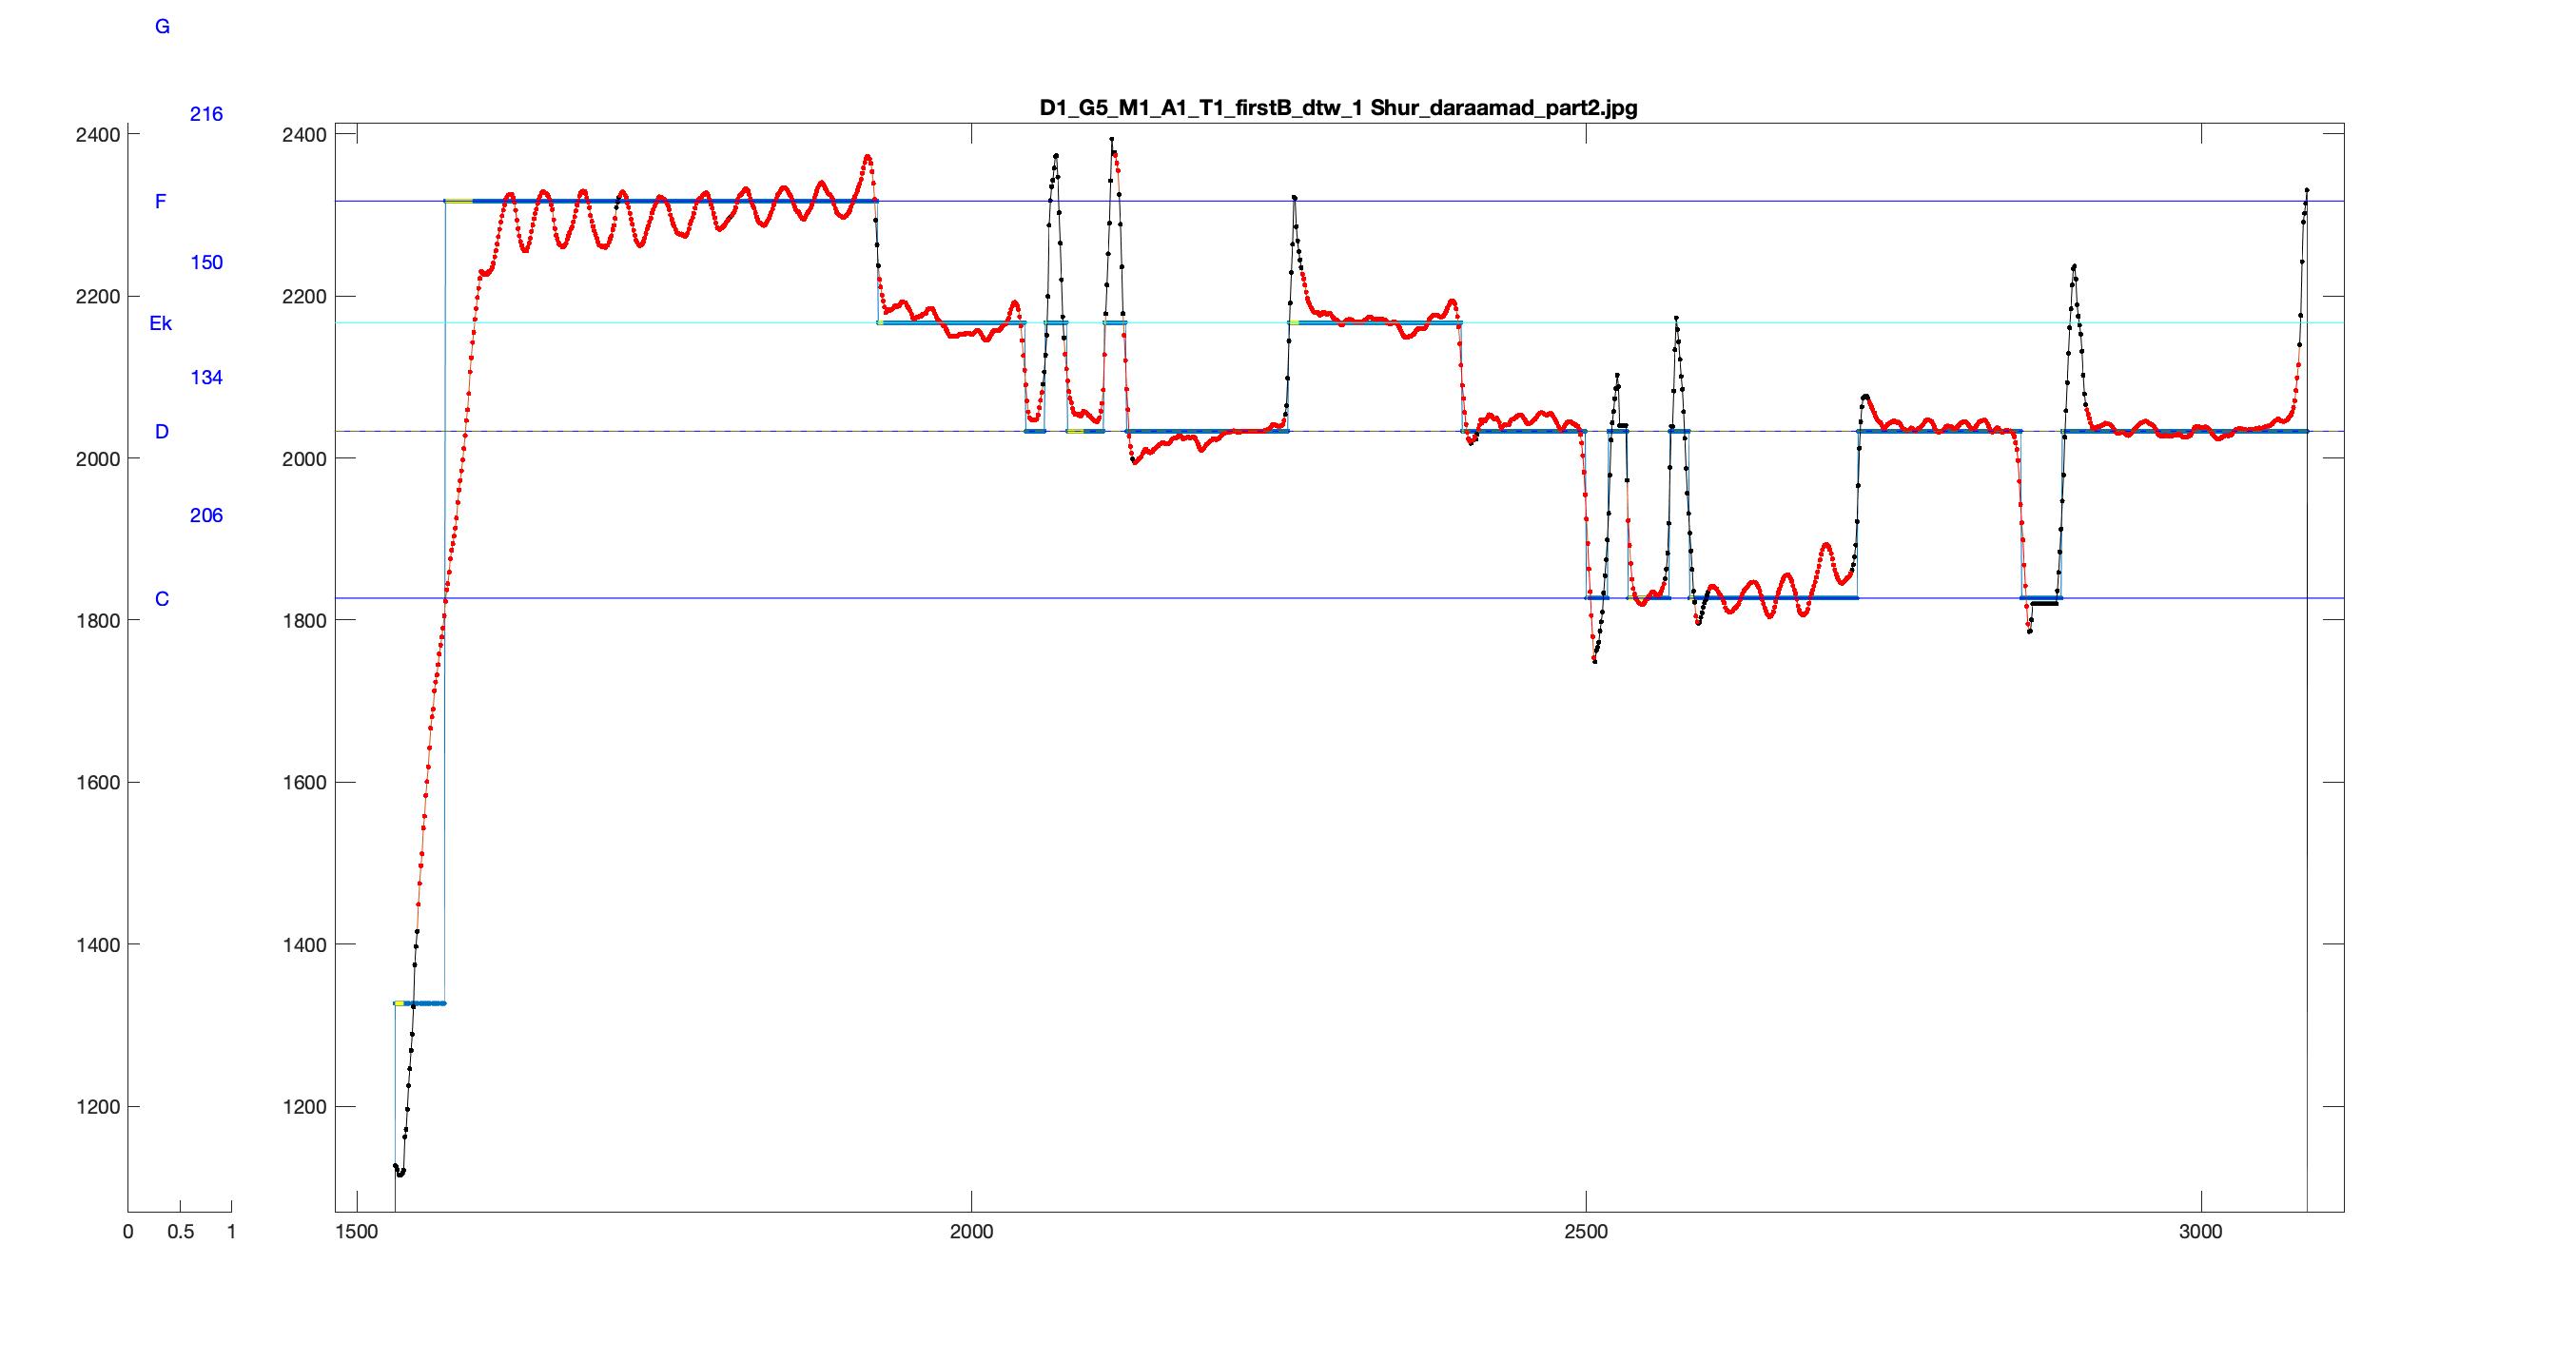 G
D1_G5_M1_A1_T1_firstB_dtw_1 Shur_daraamad_part2.jpg
216
2400 2400
F
150
2200 2200
Ek
134
D
2000 2000
206
C
1800 1800
1600 1600
1400 1400
1200 1200
0 0.5 1 1500 2000 2500 3000